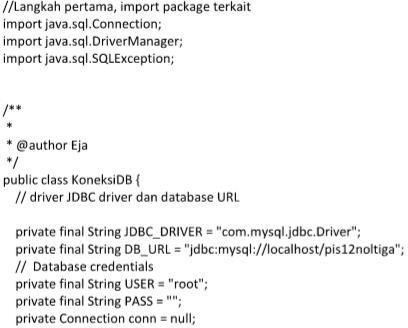 //Langkah pertama, import package terkait
import java.sql.Connection;
import java.sql.DriverManager;
import java.sql.SQLException;
/**
*
* @author Eja
*/
public class KoneksiDB {
// driver JDBC driver dan database URL
private final String JDBC_DRIVER = "com.mysql.jdbc.Driver";
private final String DB_URL = "jdbc:mysql://localhost/pis12noltiga";
// Database credentials
private final String USER = "root";
private final String PASS = "";
private Connection conn = null;